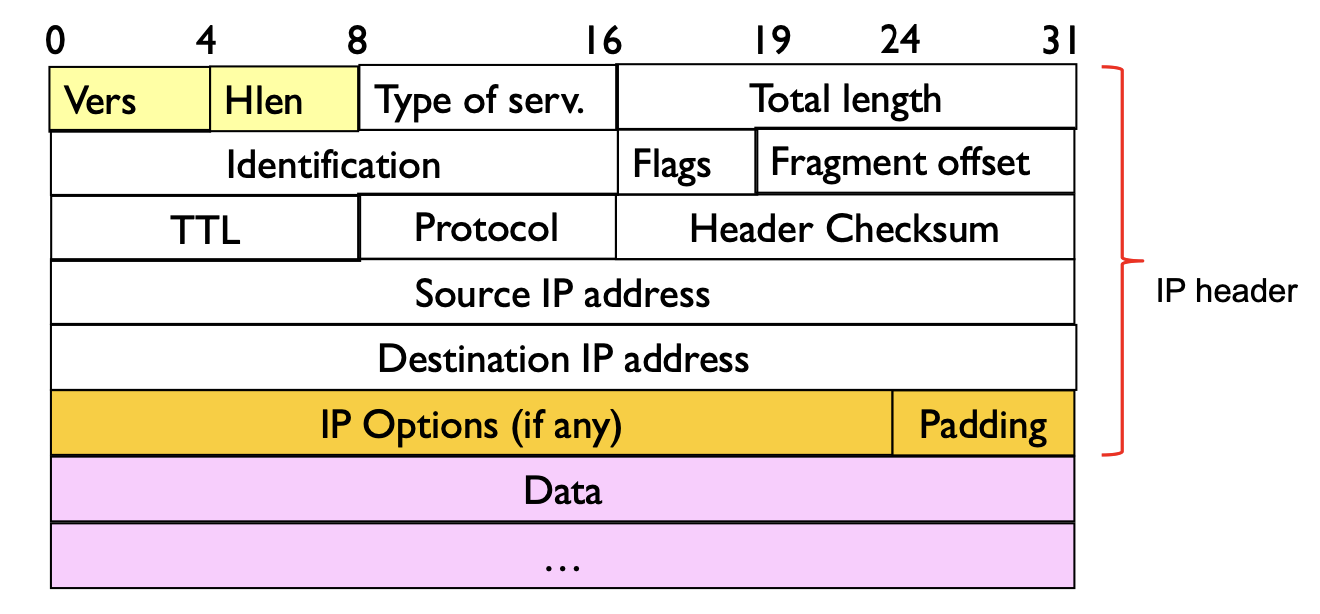 0 4 8 16 19 24 31
Vers Hlen Type of serv. Total length
Identification Flags Fragment offset
TTL Protocol Header Checksum
Source IP address
IP header
Destination IP address
IP Options (if any) Padding
Data
...